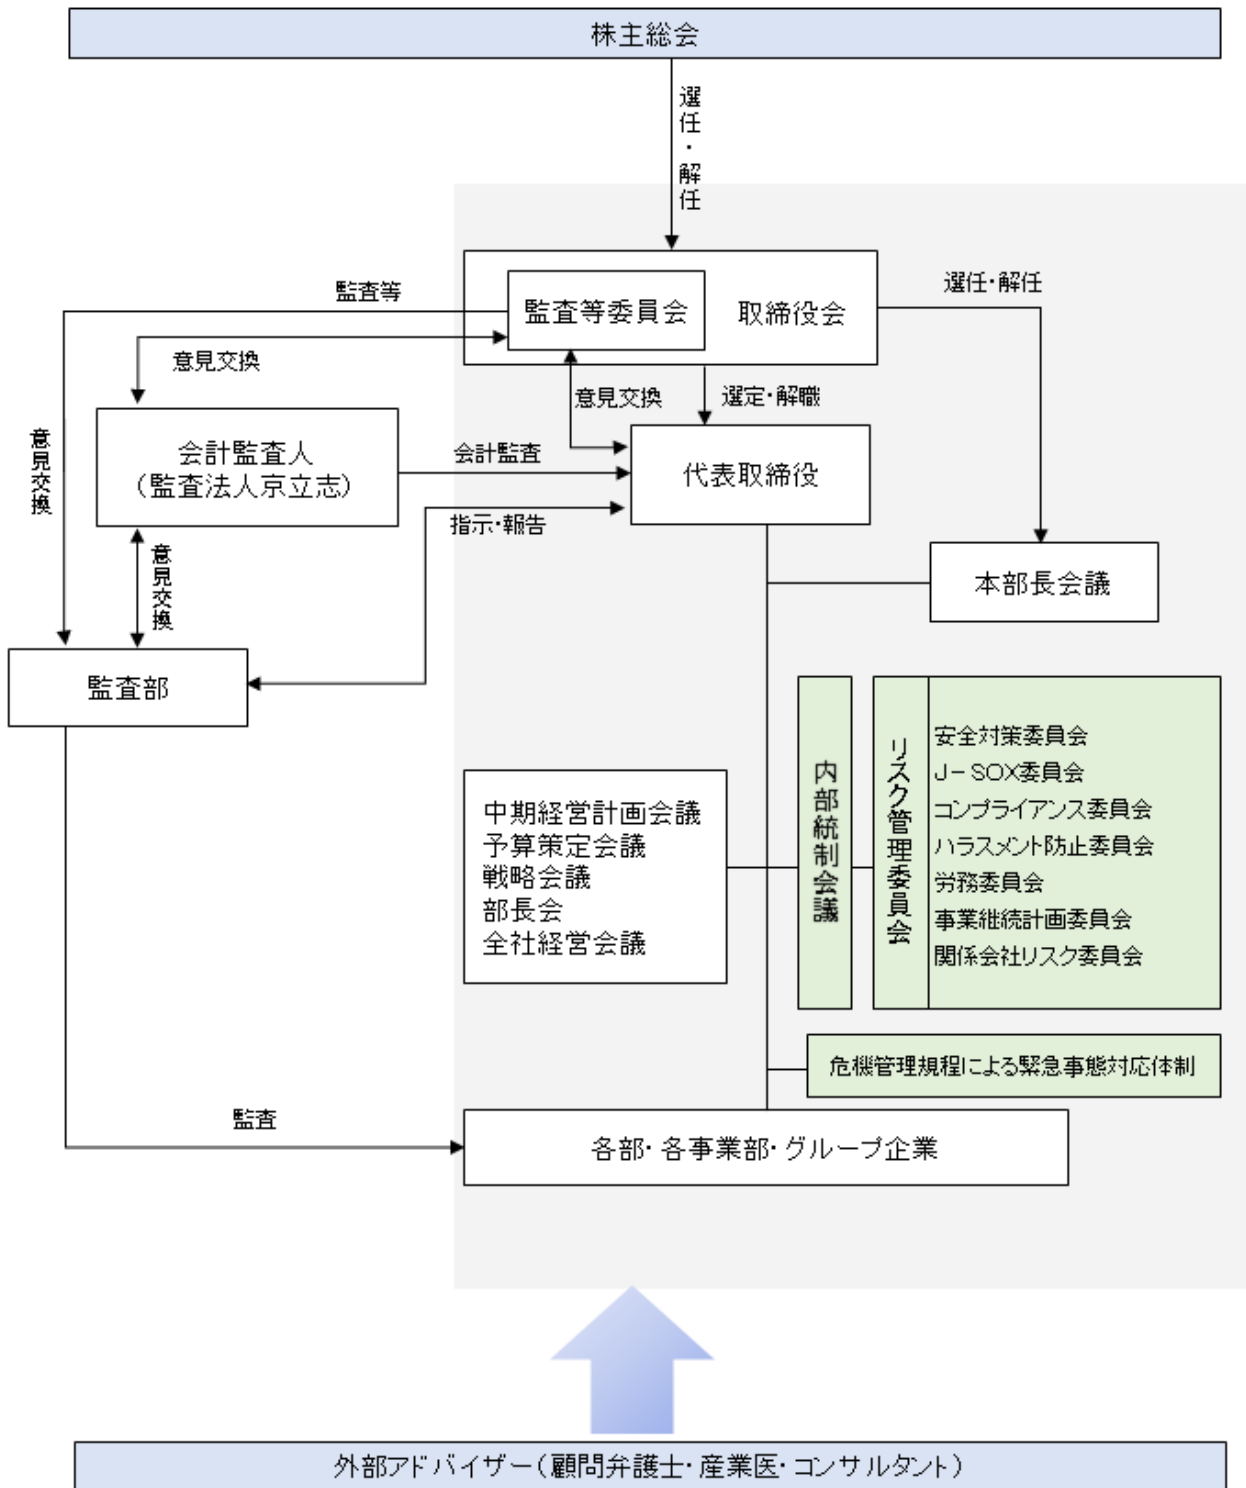 株主総会
選任・解任
監査等委員会
取締役会
監査等
選任・解任
意見交換
意見交換
選定・解職
意見交換
会計監査人
（監査法人京立志）
会計監査
代表取締役
指示・報告
意見交換
本部長会議
監査部
中期経営計画会議
予算策定会議
戦略会議
部長会
全社経営会議
内部統制会議
リスク管理委員会
安全対策委員会
J－SOX委員会
コンプライアンス委員会
ハラスメント防止委員会
労務委員会
事業継続計画委員会
関係会社リスク委員会
危機管理規程による緊急事態対応体制
監査
各部・各事業部・グループ企業
外部アドバイザー（顧問弁護士・産業医・コンサルタント）